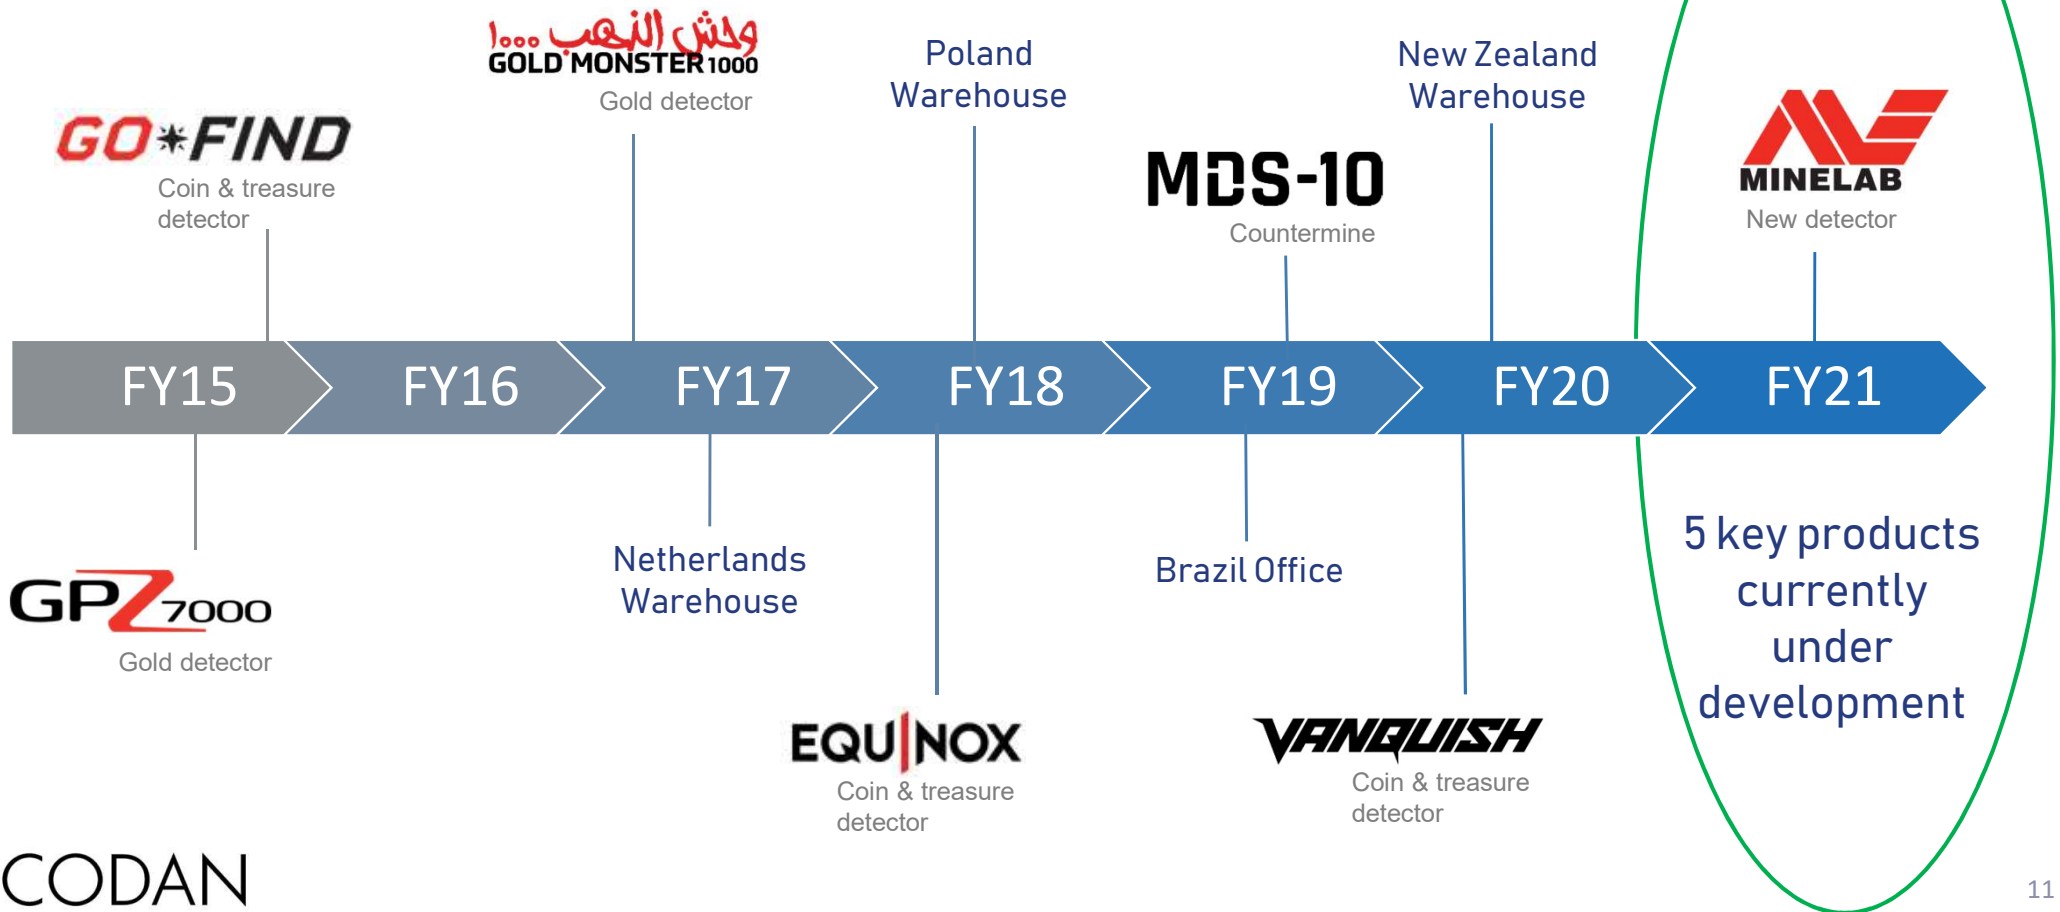 وحش الذهب ١٠٠٠
GOLD MONSTER 1000
Gold detector
Poland
Warehouse
New Zealand
Warehouse
GO FIND
Coin & treasure
detector
MDS-10
Countermine
MINELAB
New detector
FY15
FY16
FY17
FY18
FY19
FY20
FY21
GPZ 7000
Gold detector
Netherlands
Warehouse
Brazil Office
5 key products
currently
under
development
EQUINOX
Coin & treasure
detector
VANQUISH
Coin & treasure
detector
CODAN
11